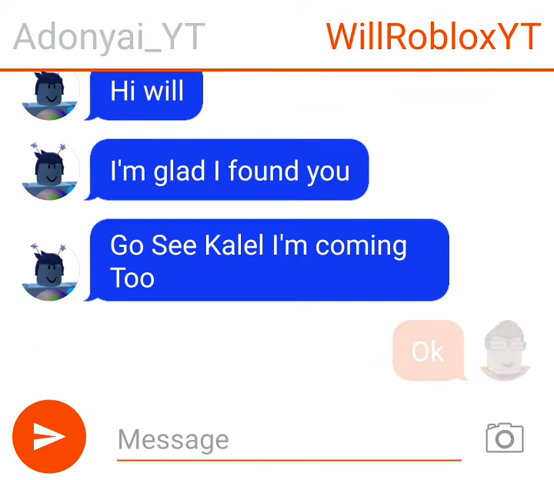 Adonyai_YT WillRobloxYT
Hi will
I'm glad I found you
Go See Kalel I'm coming
Too
Ok
Message